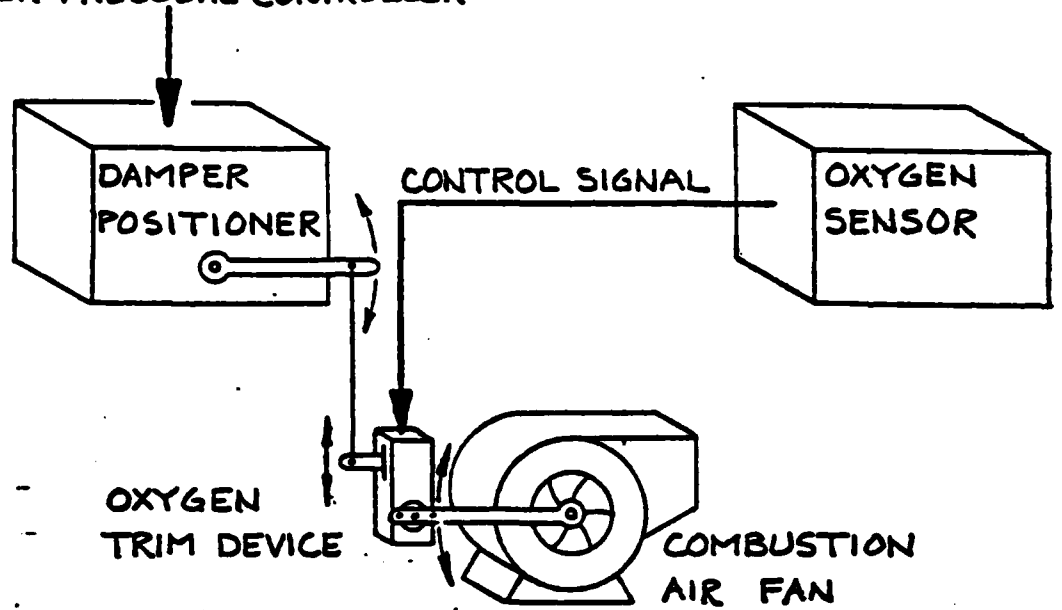 PRESSURE CONTROLLER
DAMPER
POSITIONER
CONTROL SIGNAL
OXYGEN
SENSOR
OXYGEN
TRIM DEVICE
COMBUSTION
AIR FAN